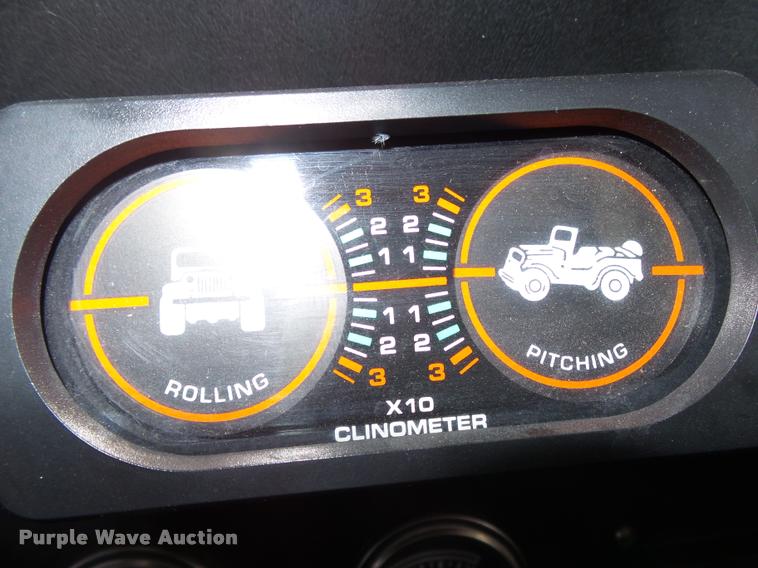 3 3
2 2
1 1
1 1
2 2
3 3
ROLLING
PITCHING
X10
CLINOMETER
Purple Wave Auction